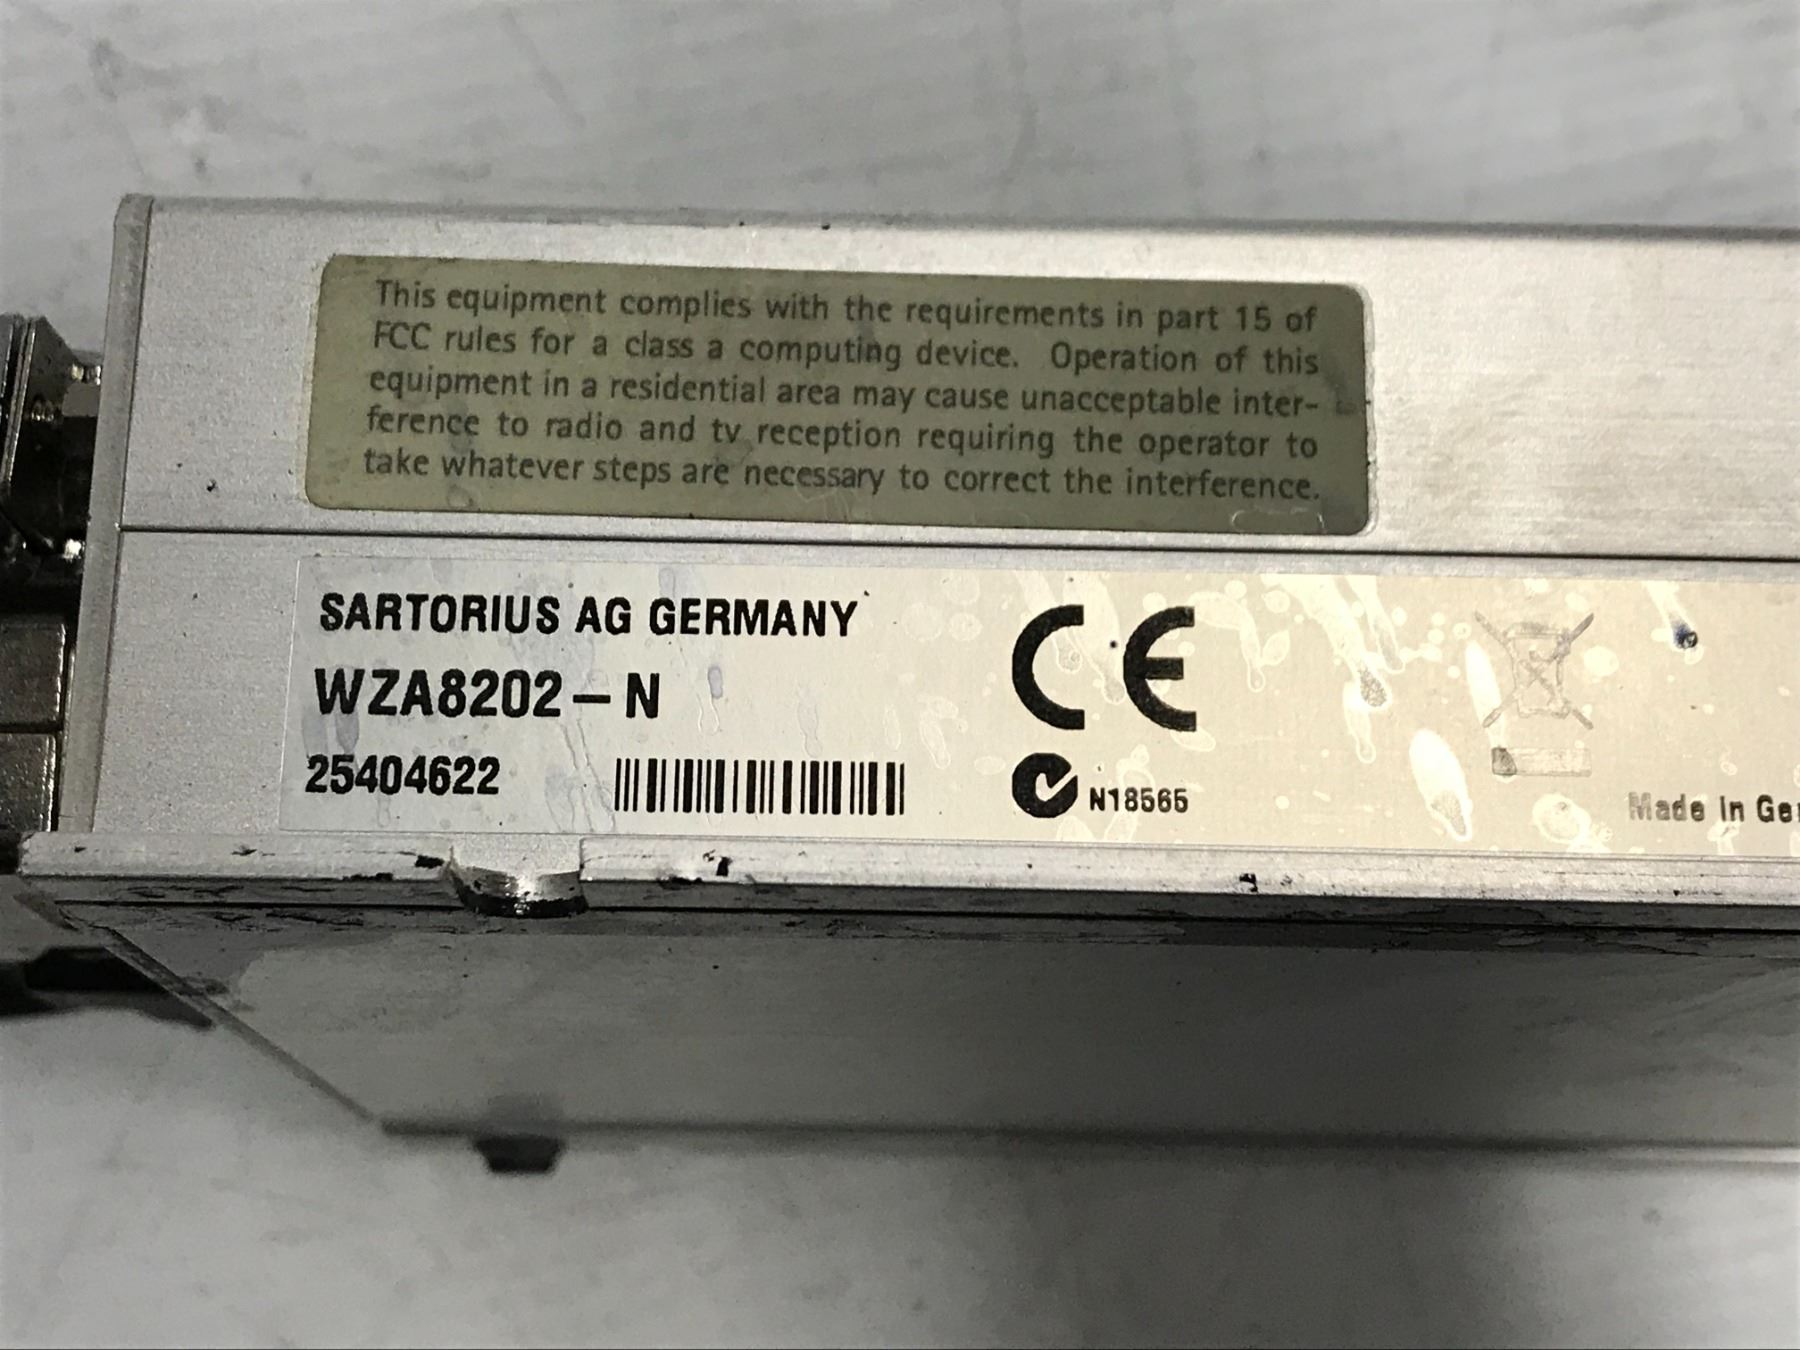 This equipment complies with the requirements in part 15 of
FCC rules for a class a computing device. Operation of this
equipment in a residential area may cause unacceptable inter-
ference to radio and tv reception requiring the operator to
take whatever steps are necessary to correct the interference.
SARTORIUS AG GERMANY
WZA8202-N
25404622
CE
N18565
Made in Ger